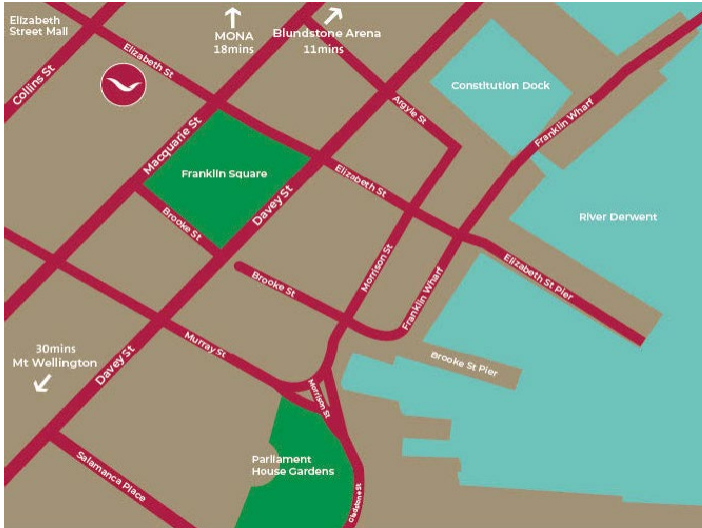 Elizabeth
Street Mall
MONA
18mins
Blundstone Arena
11mins
Collins St
Elizabeth St
Constitution Dock
Argyle St
Franklin Wharf
Macquarie St
Franklin Square
Elizabeth St
Davey St
River Derwent
Brooke St
Brooke St
Morrison St
Elizabeth St Pier
Franklin Wharf
Murray St
30mins
Mt Wellington
Davey St
Brooke St Pier
Morrison St
Parliament
House Gardens
Salamanca Place
Gladstone St